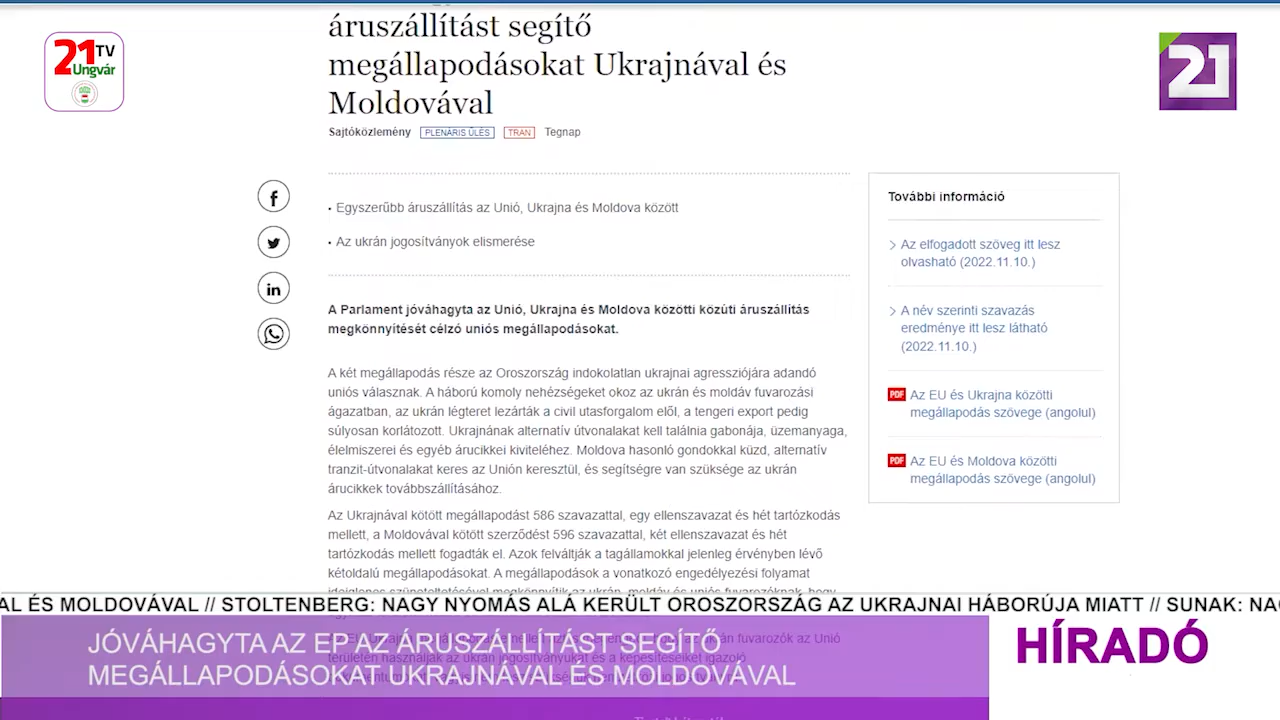 áruszállítást segítő
megállapodásokat Ukrajnával és
Moldovával
21 TV
Ungvár
21
Sajtóközlemény PLENÁRIS ÜLÉS TRAN Tegnap
• Egyszerűbb áruszállítás az Unió, Ukrajna és Moldova között
• Az ukrán jogosítványok elismerése
A Parlament jóváhagyta az Unió, Ukrajna és Moldova közötti közúti áruszállítás
megkönnyítését célzó uniós megállapodásokat.
A két megállapodás része az Oroszország indokolatlan ukrajnai agressziójára adandó
uniós válasznak. A háború komoly nehézségeket okoz az ukrán és moldáv fuvarozási
ágazatban, az ukrán légteret lezárták a civil utasforgalom elől, a tengeri export pedig
súlyosan korlátozott. Ukrajnának alternatív útvonalakat kell találnia gabonája, üzemanyaga,
élelmiszerei és egyéb árucikkei kiviteléhez. Moldova hasonló gondokkal küzd, alternatív
tranzit-útvonalakat keres az Unión keresztül, és segítségre van szüksége az ukrán
árucikkek továbbszállításához.
Az Ukrajnával kötött megállapodást 586 szavazattal, egy ellenszavazat és hét tartózkodás
mellett, a Moldovával kötött szerződést 596 szavazattal, két ellenszavazat és hét
tartózkodás mellett fogadták el. Azok felváltják a tagállamokkal jelenleg érvényben lévő
kétoldalú megállapodásokat. A megállapodások a vonatkozó engedélyezési folyamat
További információ
Az elfogadott szöveg itt lesz
olvasható (2022.11.10.)
A név szerinti szavazás
eredménye itt lesz látható
(2022.11.10.)
PDF Az EU és Ukrajna közötti
megállapodás szövege (angolul)
PDF Az EU és Moldova közötti
megállapodás szövege (angolul)
AL ÉS MOLDOVÁVAL // STOLTENBERG: NAGY NYOMÁS ALÁ KERÜLT OROSZORSZÁG AZ UKRAJNAI HÁBORÚJA MIATT // SUNAK: NAG
JÓVÁHAGYTA AZ EP AZ ÁRUSZÁLLÍTÁST SEGÍTŐ
MEGÁLLAPODÁSOKAT UKRAJNÁVAL ÉS MOLDOVÁVAL
HÍRADÓ